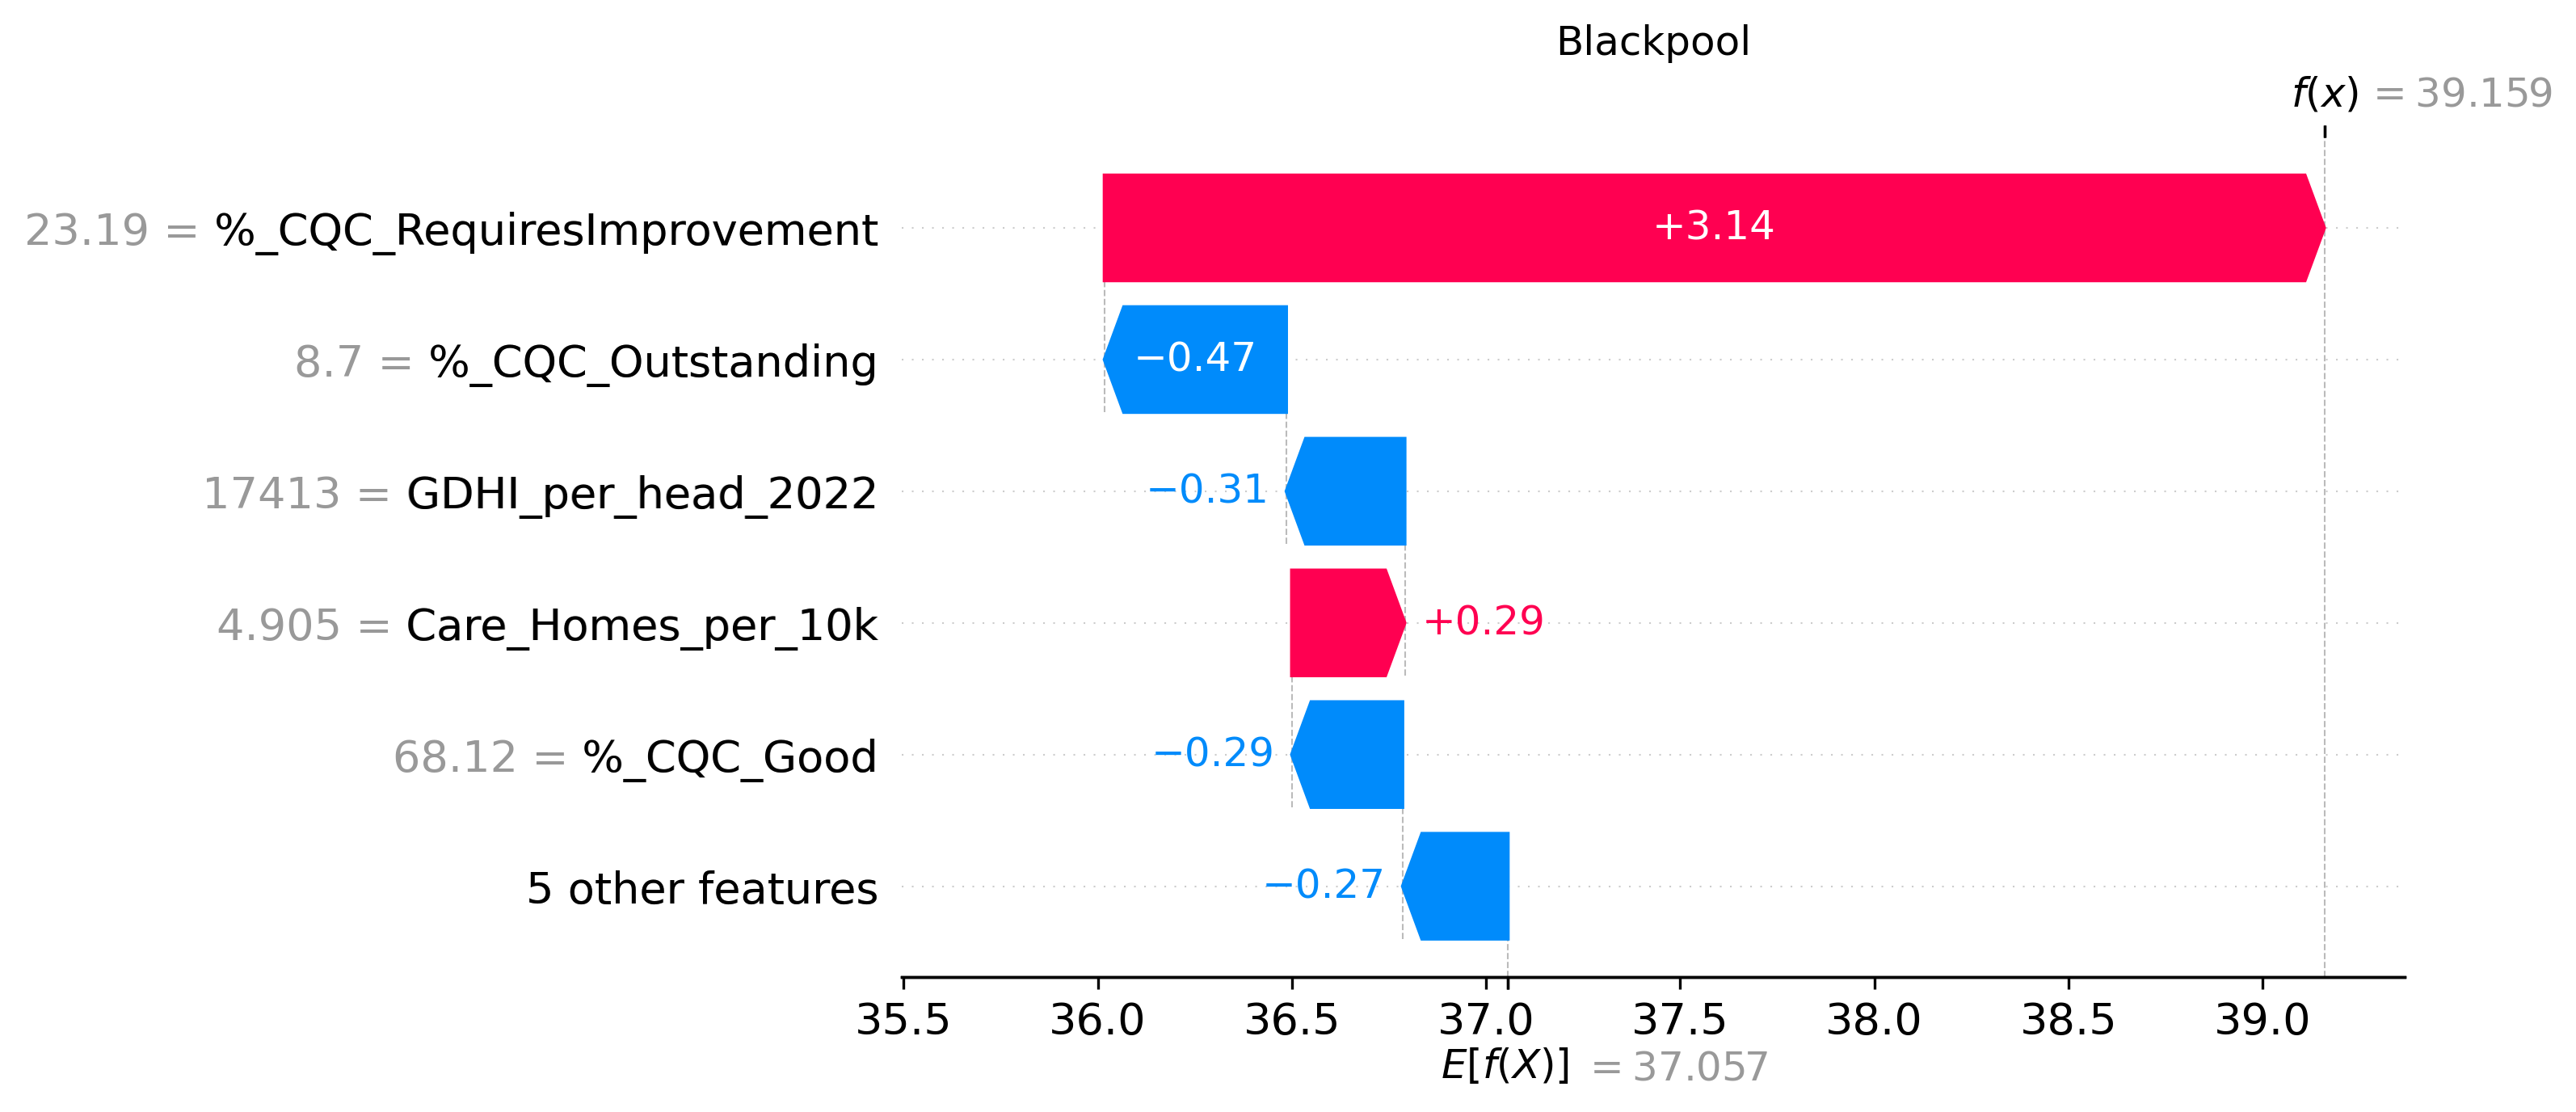 Blackpool
f(x) = 39.159
23.19 = %_CQC_RequiresImprovement
+3.14
8.7 = %_CQC_Outstanding
−0.47
17413 = GDHI_per_head_2022
−0.31
4.905 = Care_Homes_per_10k
+0.29
68.12 = %_CQC_Good
−0.29
5 other features
−0.27
35.5 36.0 36.5 37.0 37.5 38.0 38.5 39.0
E[f(X)] = 37.057